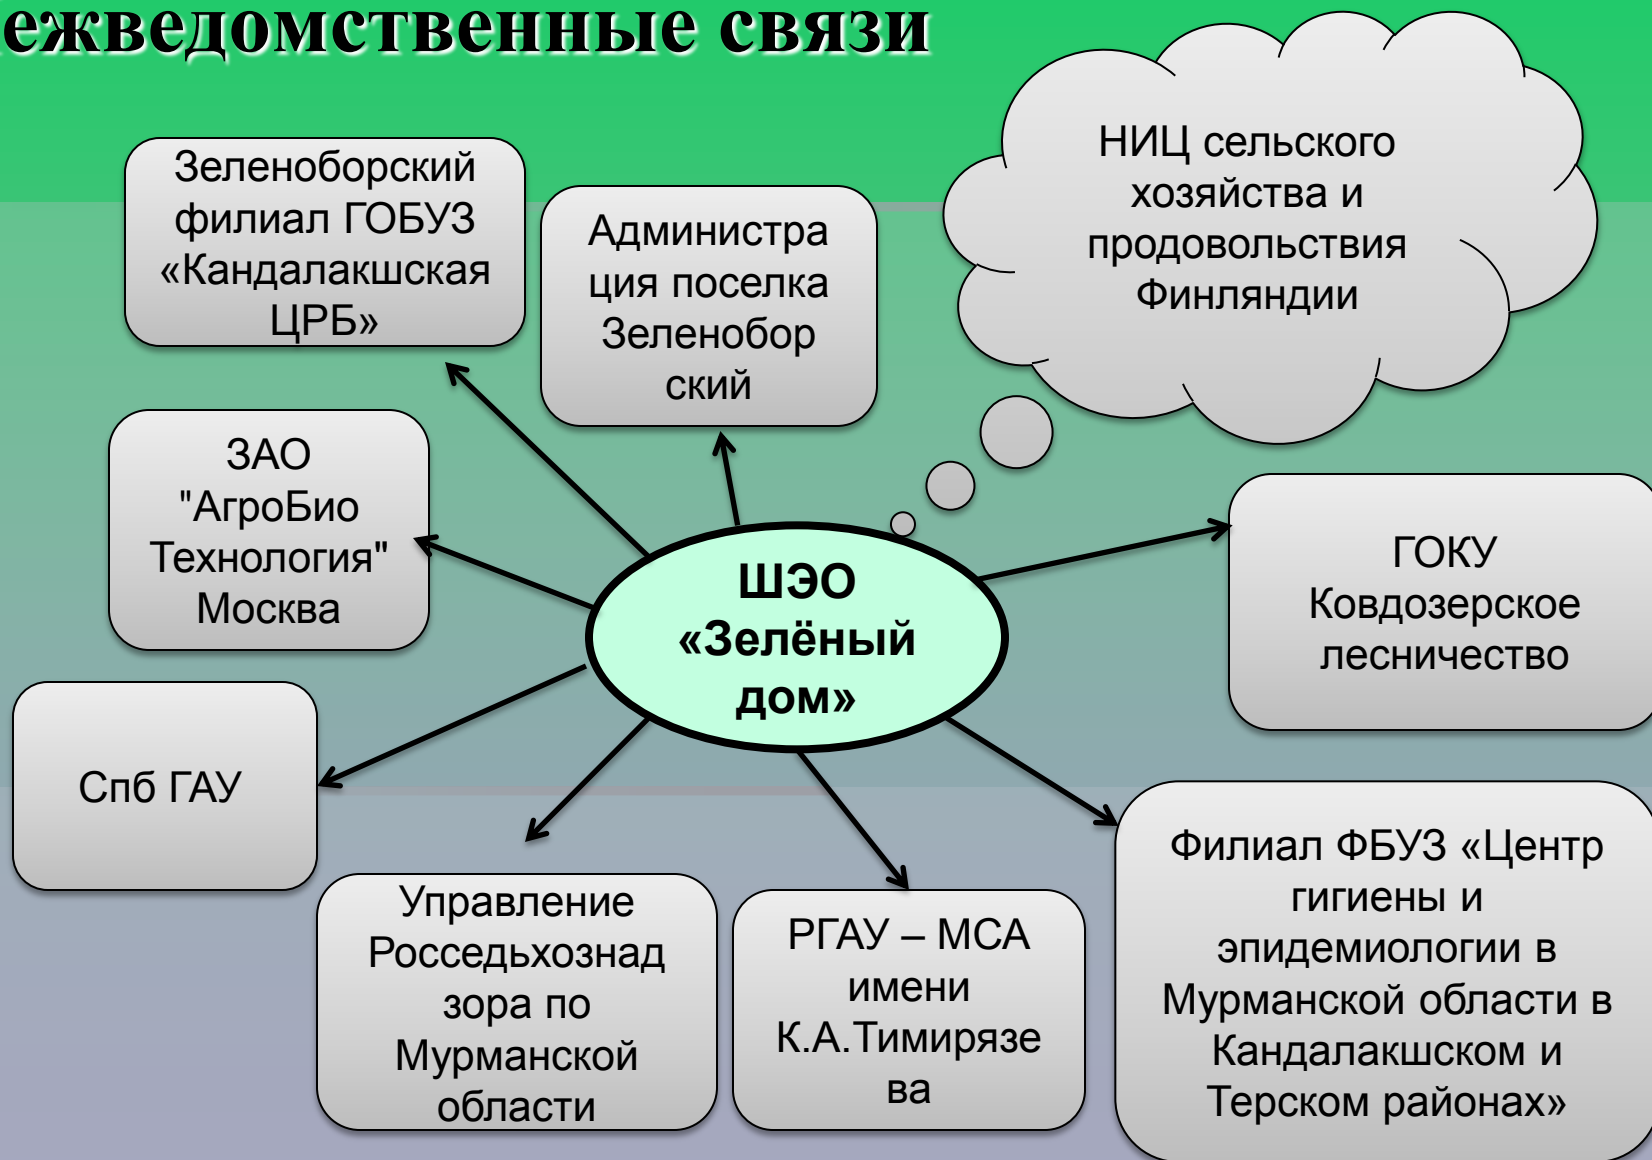 ежведомственные связи
НИЦ сельского
хозяйства и
продовольствия
Финляндии
Зеленоборский
филиал ГОБУЗ
«Кандалакшская
ЦРБ»
Администра
ция поселка
Зеленобор
ский
ЗАО
"АгроБио
Технология"
Москва
ШЭО
«Зелёный
дом»
ГОКУ
Ковдозерское
лесничество
Спб ГАУ
Управление
Росседьхознад
зора по
Мурманской
области
РГАУ – МСА
имени
К.А.Тимирязе
ва
Филиал ФБУЗ «Центр
гигиены и
эпидемиологии в
Мурманской области в
Кандалакшском и
Терском районах»